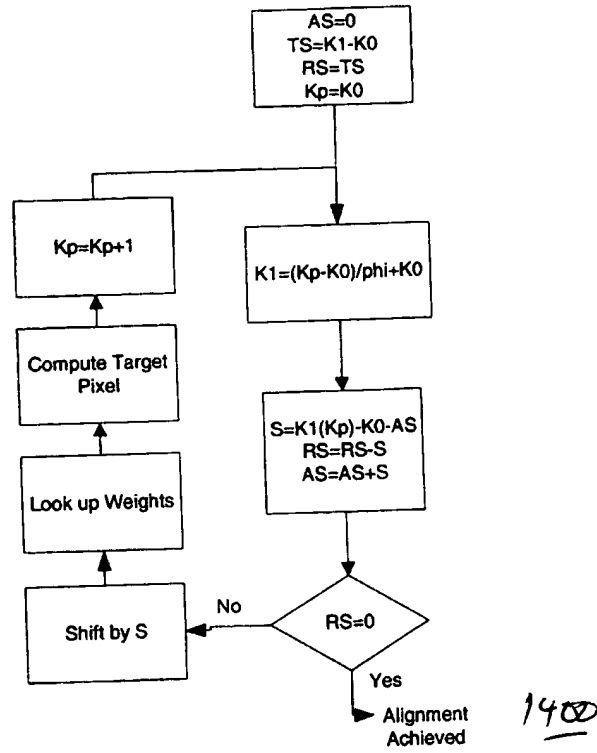 AS=0
TS=K1-K0
RS=TS
Kp=K0
Kp=Kp+1
K1=(Kp-K0)/phi+K0
Compute Target
Pixel
S=K1(Kp)-K0-AS
RS=RS-S
AS=AS+S
Look up Weights
Shift by S
No
RS=0
Yes
Alignment
Achieved
1400